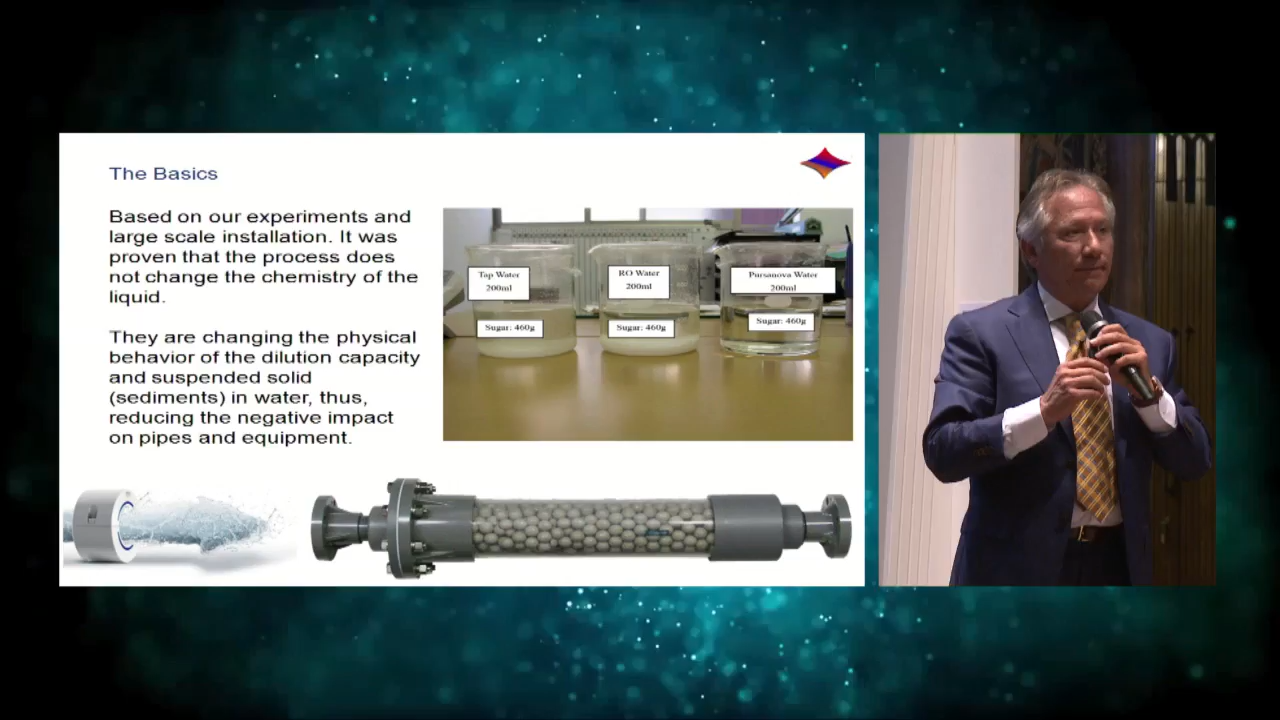 The Basics
Based on our experiments and
large scale installation. It was
proven that the process does
not change the chemistry of the
liquid.
They are changing the physical
behavior of the dilution capacity
and suspended solid
(sediments) in water, thus,
reducing the negative impact
on pipes and equipment.
Tap Water
200ml
Sugar: 460g
RO Water
200ml
Sugar: 460g
Pursanova Water
200ml
Sugar: 460g